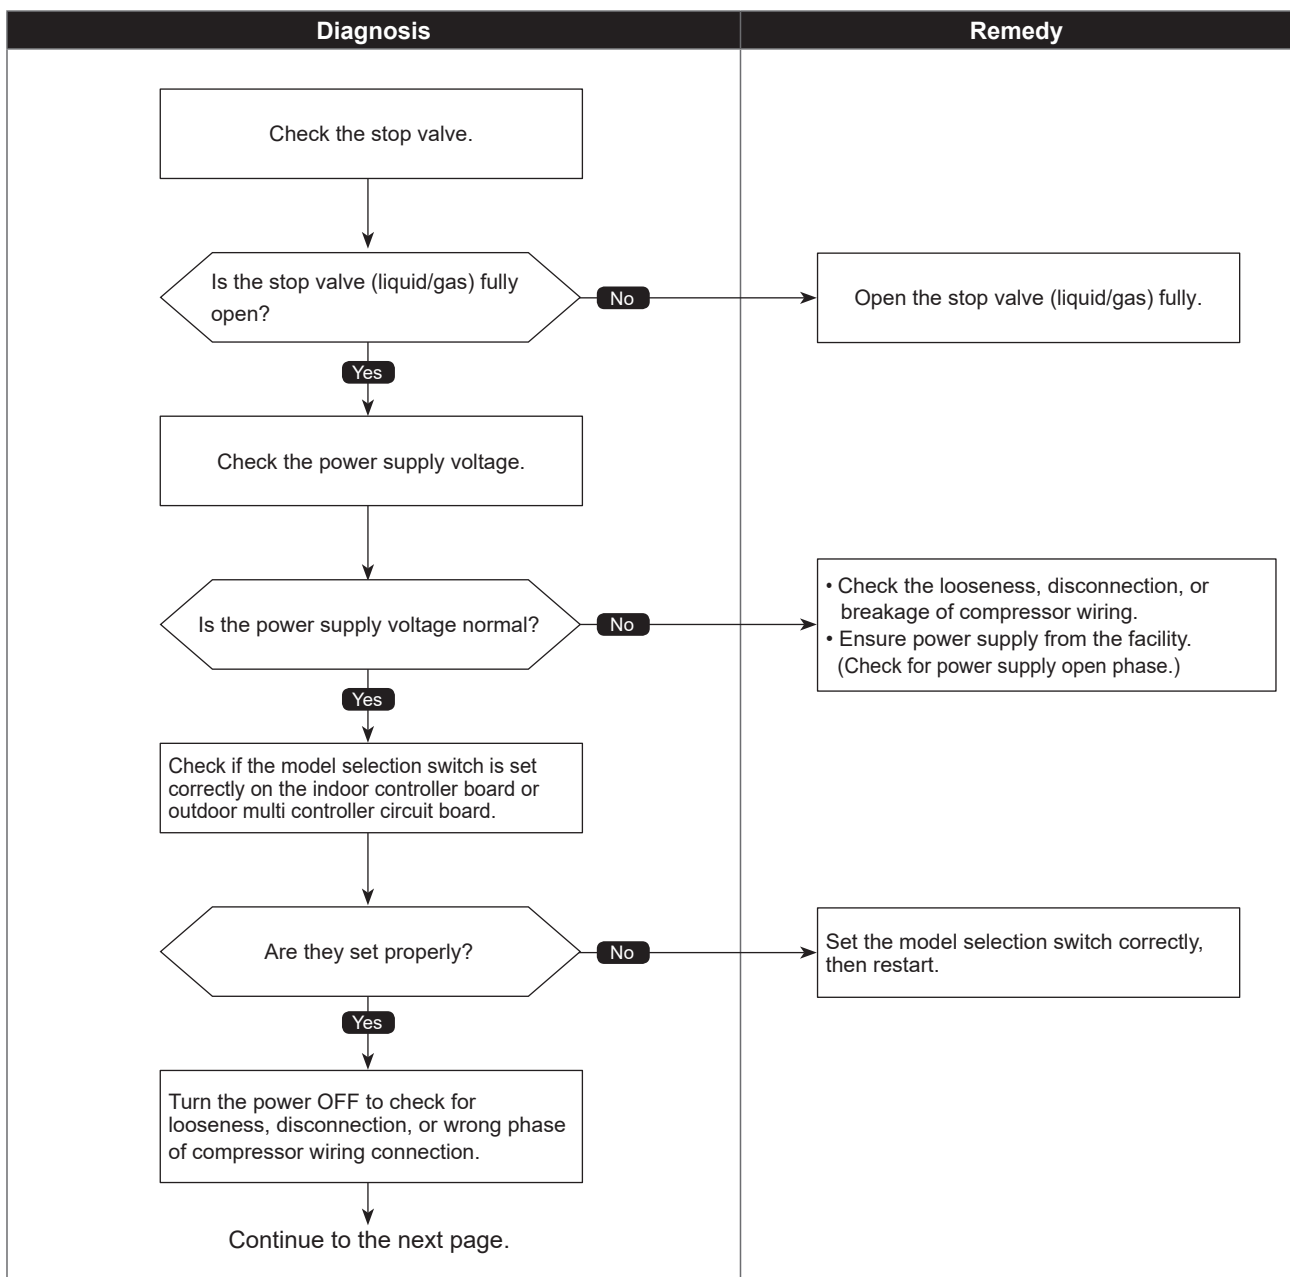 Diagnosis
Remedy
Check the stop valve.
Is the stop valve (liquid/gas) fully
open?
No
Open the stop valve (liquid/gas) fully.
Yes
Check the power supply voltage.
Is the power supply voltage normal?
No
• Check the looseness, disconnection, or
breakage of compressor wiring.
• Ensure power supply from the facility.
(Check for power supply open phase.)
Yes
Check if the model selection switch is set
correctly on the indoor controller board or
outdoor multi controller circuit board.
Are they set properly?
No
Set the model selection switch correctly,
then restart.
Yes
Turn the power OFF to check for
looseness, disconnection, or wrong phase
of compressor wiring connection.
Continue to the next page.